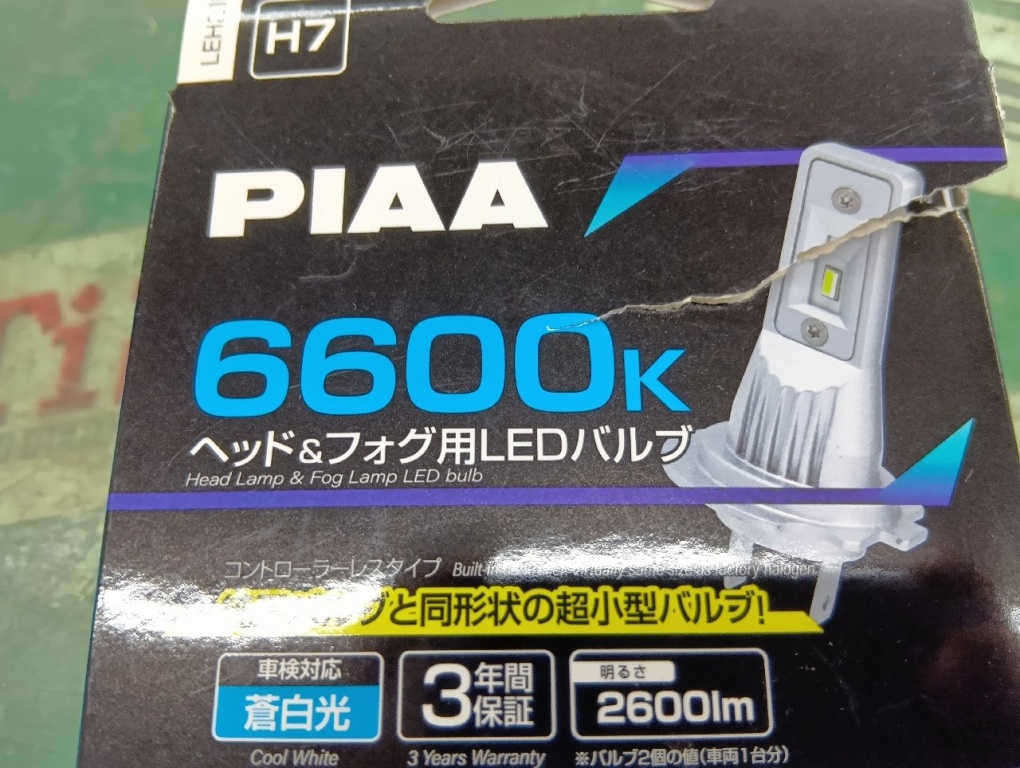 H7
PIAA
6600K
ヘッド&フォグ用LEDバルブ
Head Lamp & Fog Lamp LED bulb
コントローラーレスタイプ
factory halogen.
と同形状の超小型バルブ!
車検対応
蒼白光
Cool White
3年間保証
3 Years Warranty
明るさ
2600lm
※バルブ2個の値(車両1台分)